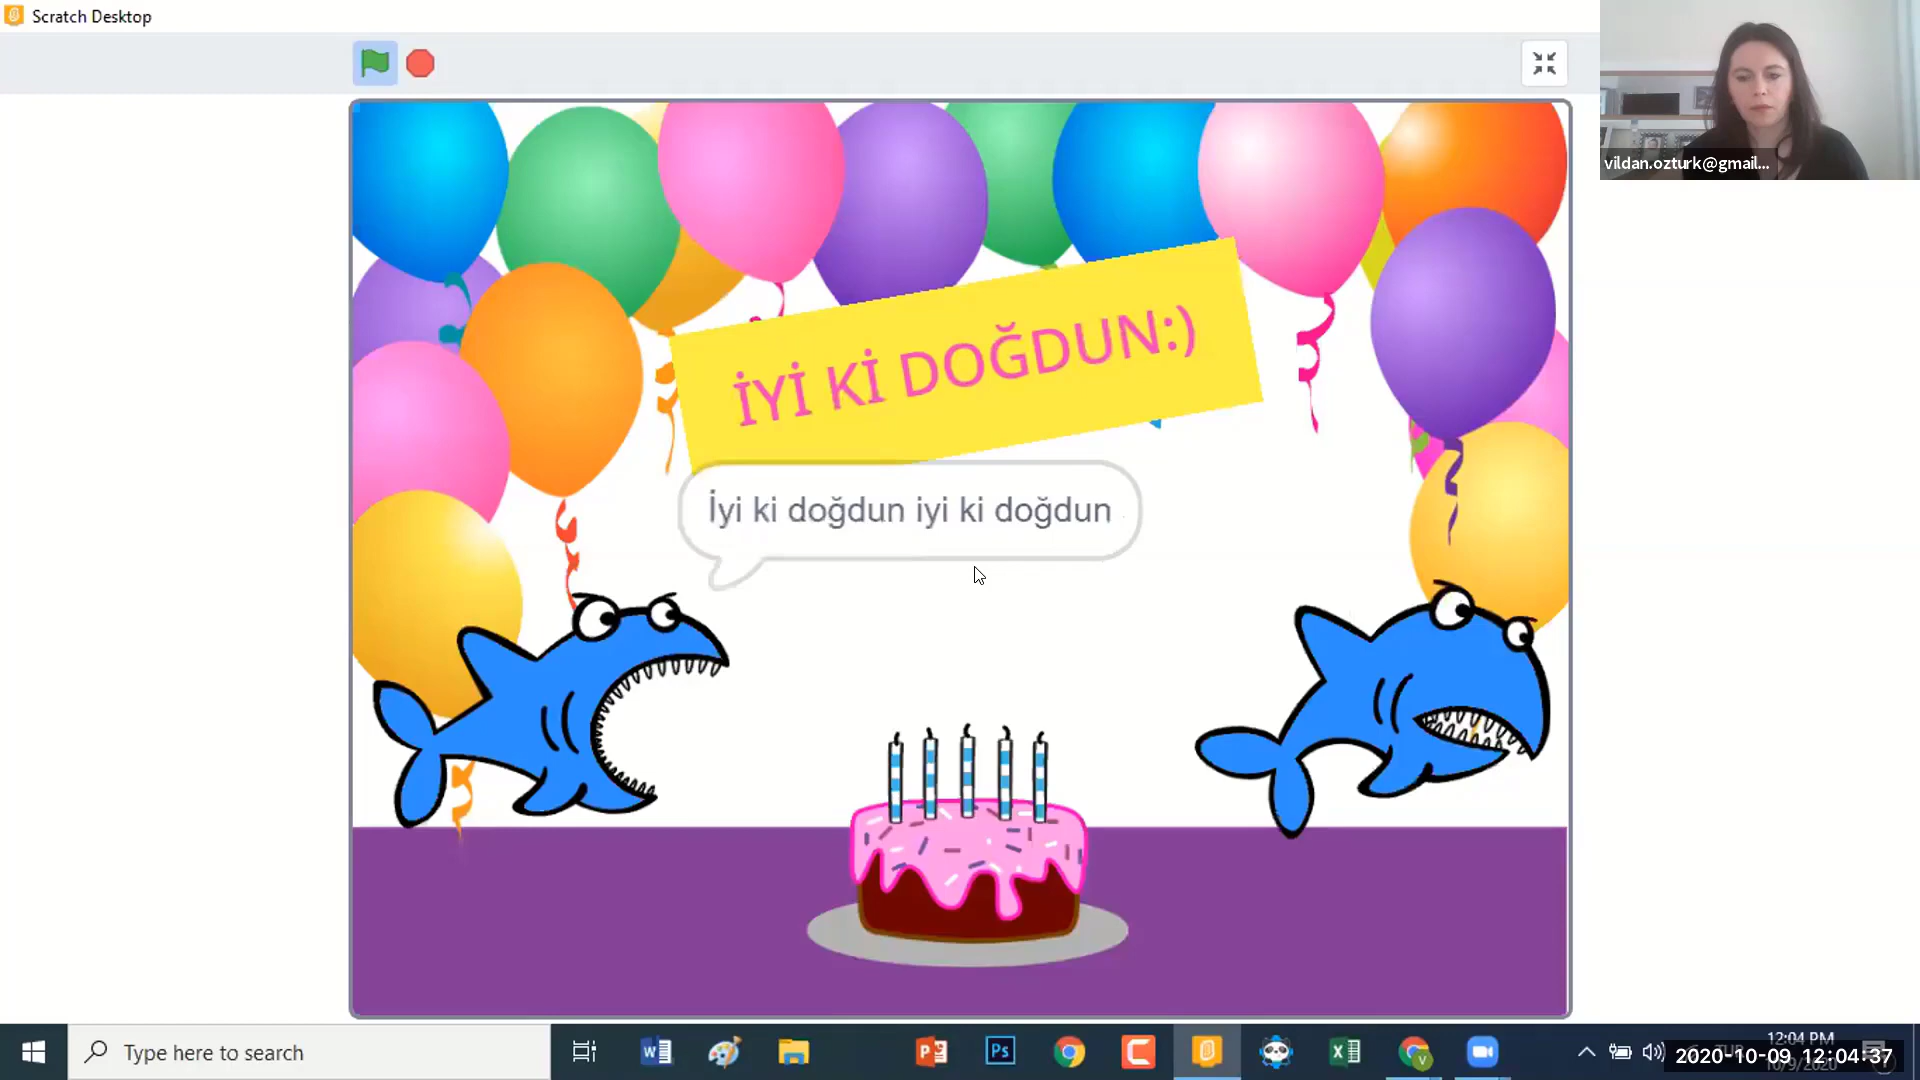 Scratch Desktop
vildan.ozturk@gmail...
İYİ Kİ DOĞDUN:)
İyi ki doğdun iyi ki doğdun
Type here to search
12:04 PM
2020-10-09 12:04:37